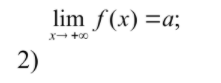 lim f(x) =a;
x→ +∞
2)